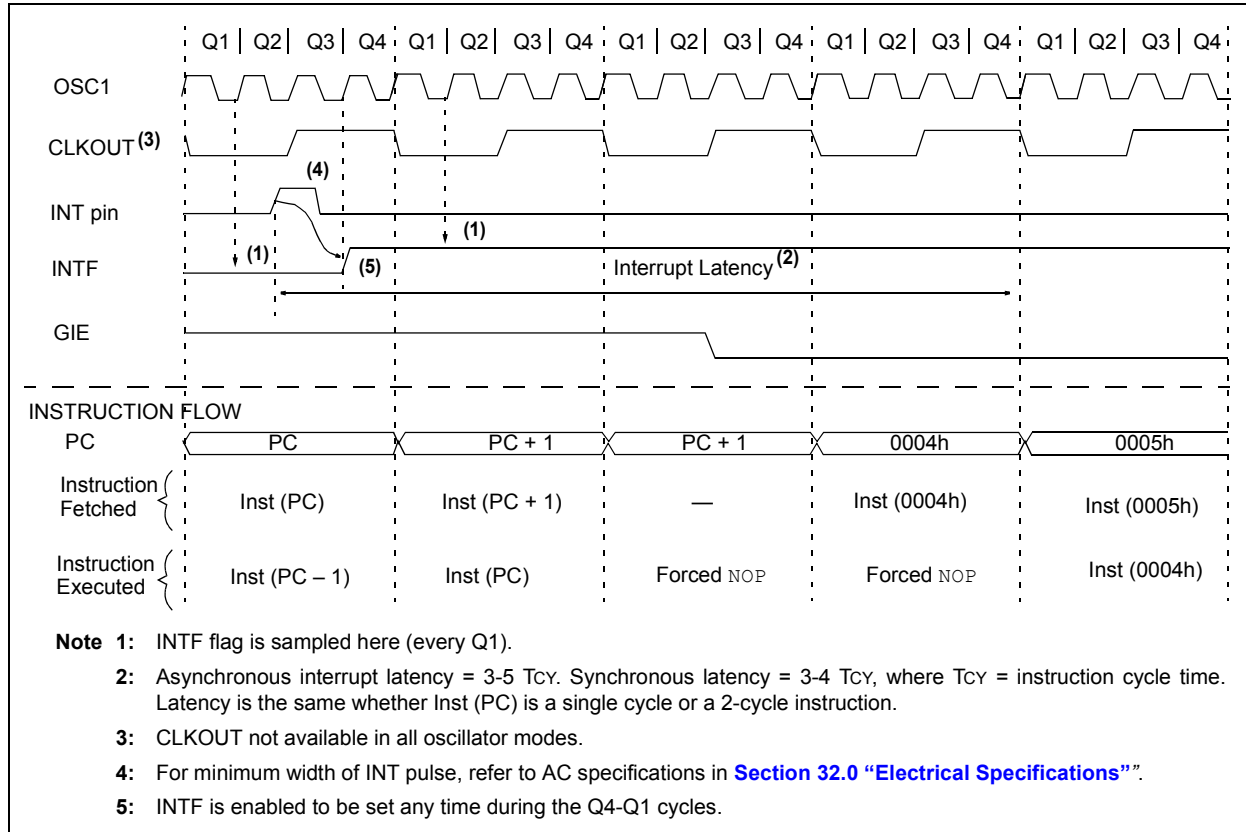 Q1 | Q2 | Q3 | Q4 Q1 | Q2 | Q3 | Q4 Q1 | Q2 | Q3 | Q4 Q1 | Q2 | Q3 | Q4 Q1 | Q2 | Q3 | Q4
OSC1
CLKOUT (3)
(4)
INT pin
(1) (1)
INTF (5) Interrupt Latency (2)
GIE
INSTRUCTION FLOW
PC PC PC + 1 PC + 1 0004h 0005h
Instruction
Fetched Inst (PC) Inst (PC + 1) — Inst (0004h) Inst (0005h)
Instruction
Executed Inst (PC – 1) Inst (PC) Forced NOP Forced NOP Inst (0004h)
Note 1: INTF flag is sampled here (every Q1).
2: Asynchronous interrupt latency = 3-5 TCY. Synchronous latency = 3-4 TCY, where TCY = instruction cycle time.
Latency is the same whether Inst (PC) is a single cycle or a 2-cycle instruction.
3: CLKOUT not available in all oscillator modes.
4: For minimum width of INT pulse, refer to AC specifications in Section 32.0 “Electrical Specifications””.
5: INTF is enabled to be set any time during the Q4-Q1 cycles.